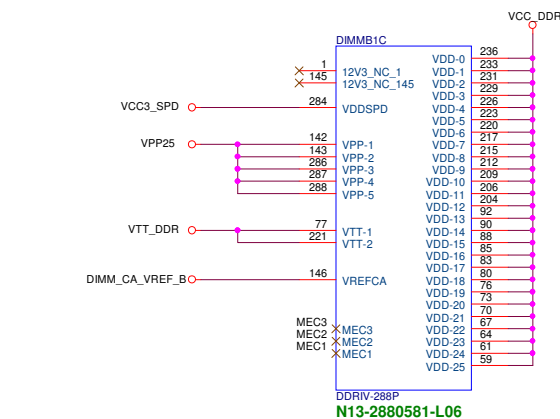 VCC_DDR
DIMMB1C
1 12V3_NC_1
145 12V3_NC_145
VCC3_SPD 284 VDDSPD
VPP25 142 VPP-1
143 VPP-2
286 VPP-3
287 VPP-4
288 VPP-5
VTT_DDR 77 VTT-1
221 VTT-2
DIMM_CA_VREF_B 146 VREFCA
MEC3 MEC3
MEC2 MEC2
MEC1 MEC1
VDD-0 236
VDD-1 233
VDD-2 231
VDD-3 229
VDD-4 226
VDD-5 223
VDD-6 220
VDD-7 217
VDD-8 215
VDD-9 212
VDD-10 209
VDD-11 206
VDD-12 204
VDD-13 92
VDD-14 90
VDD-15 88
VDD-16 85
VDD-17 83
VDD-18 80
VDD-19 76
VDD-20 73
VDD-21 70
VDD-22 67
VDD-23 64
VDD-24 61
VDD-25 59
DDRIV-288P
N13-2880581-L06